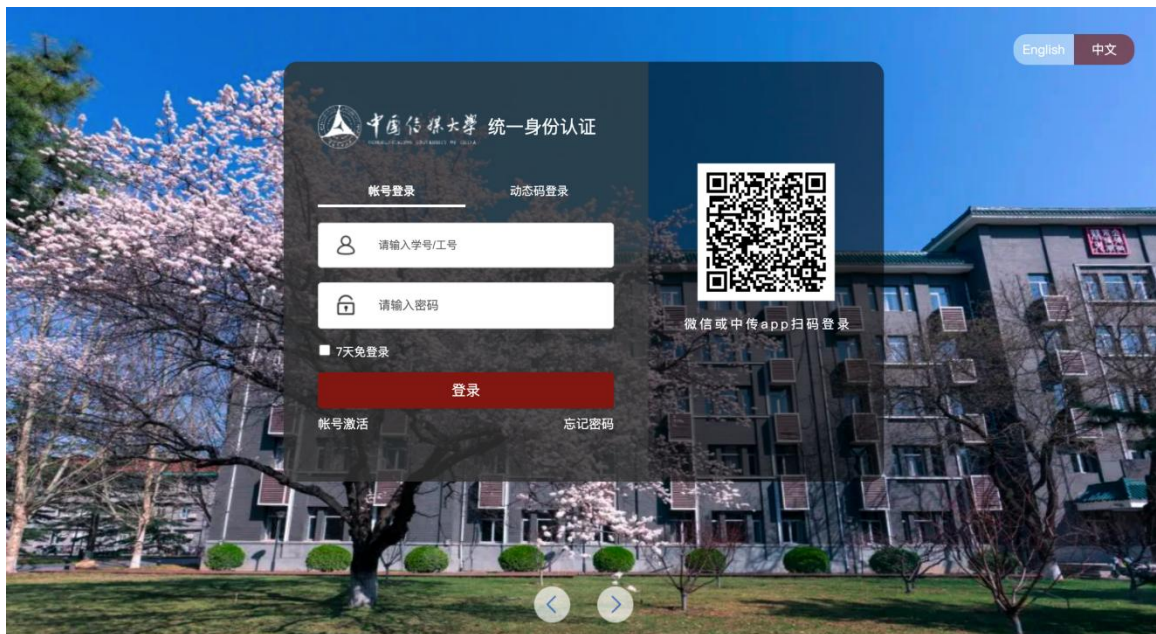 English 中文
中国传媒大学 统一身份认证
帐号登录 动态码登录
请输入学号/工号
请输入密码
7天免登录
登录
帐号激活 忘记密码
微信或中传app扫码登录